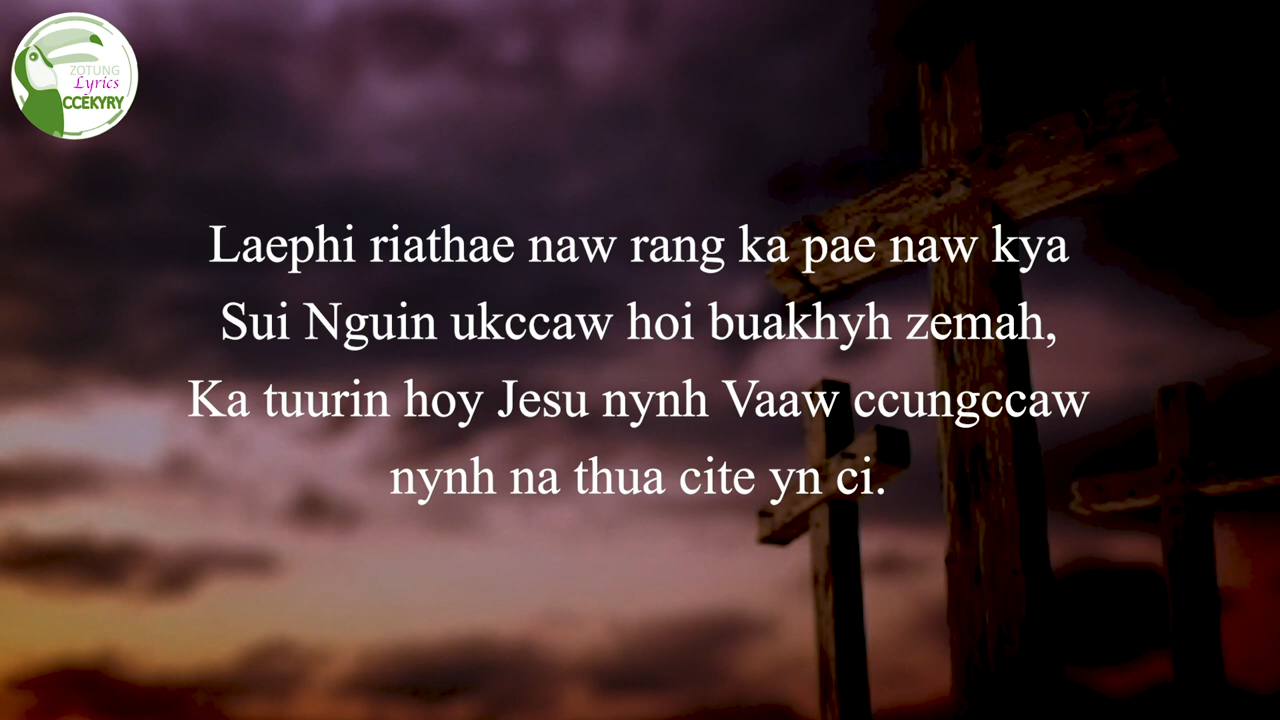 ZOTUNG
Lyrics
CCĒKYRY
Laephi riathae naw rang ka pae naw kya
Sui Nguin ukccaw hoi buakhyh zemah,
Ka tuurin hoy Jesu nynh Vaaw ccungccaw
nynh na thua cite yn ci.